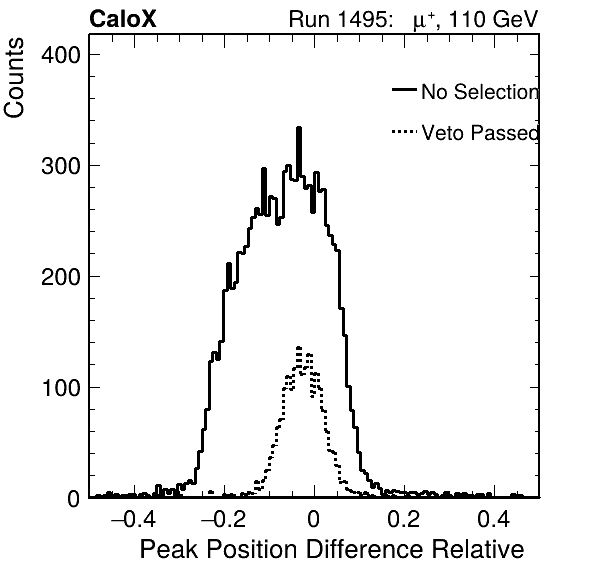 CaloX Run 1495: μ⁺, 110 GeV
Counts
400
300
200
100
0
No Selection
Veto Passed
−0.4 −0.2 0 0.2 0.4
Peak Position Difference Relative